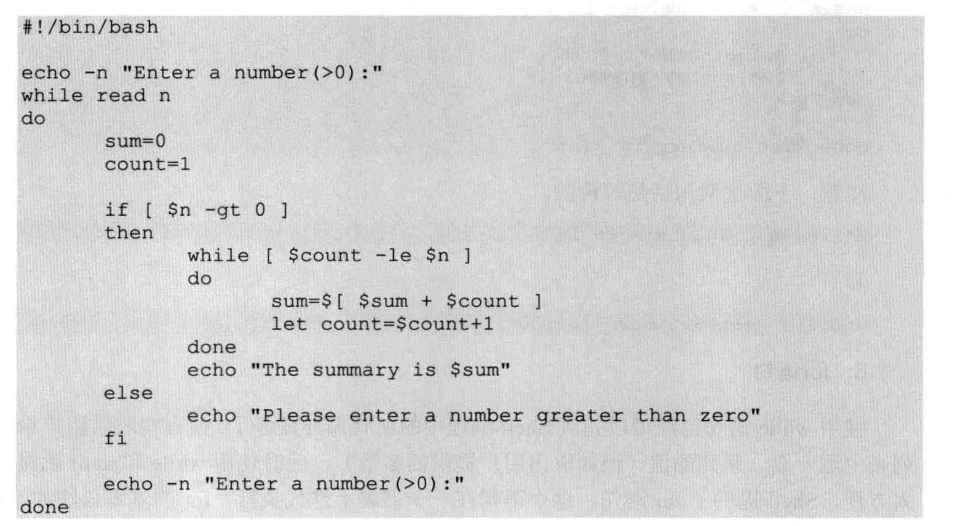 #!/bin/bash
echo -n "Enter a number(>0):"
while read n
do
sum=0
count=1
if [ $n -gt 0 ]
then
while [ $count -le $n ]
do
sum=$[ $sum + $count ]
let count=$count+1
done
echo "The summary is $sum"
else
echo "Please enter a number greater than zero"
fi
echo -n "Enter a number(>0):"
done